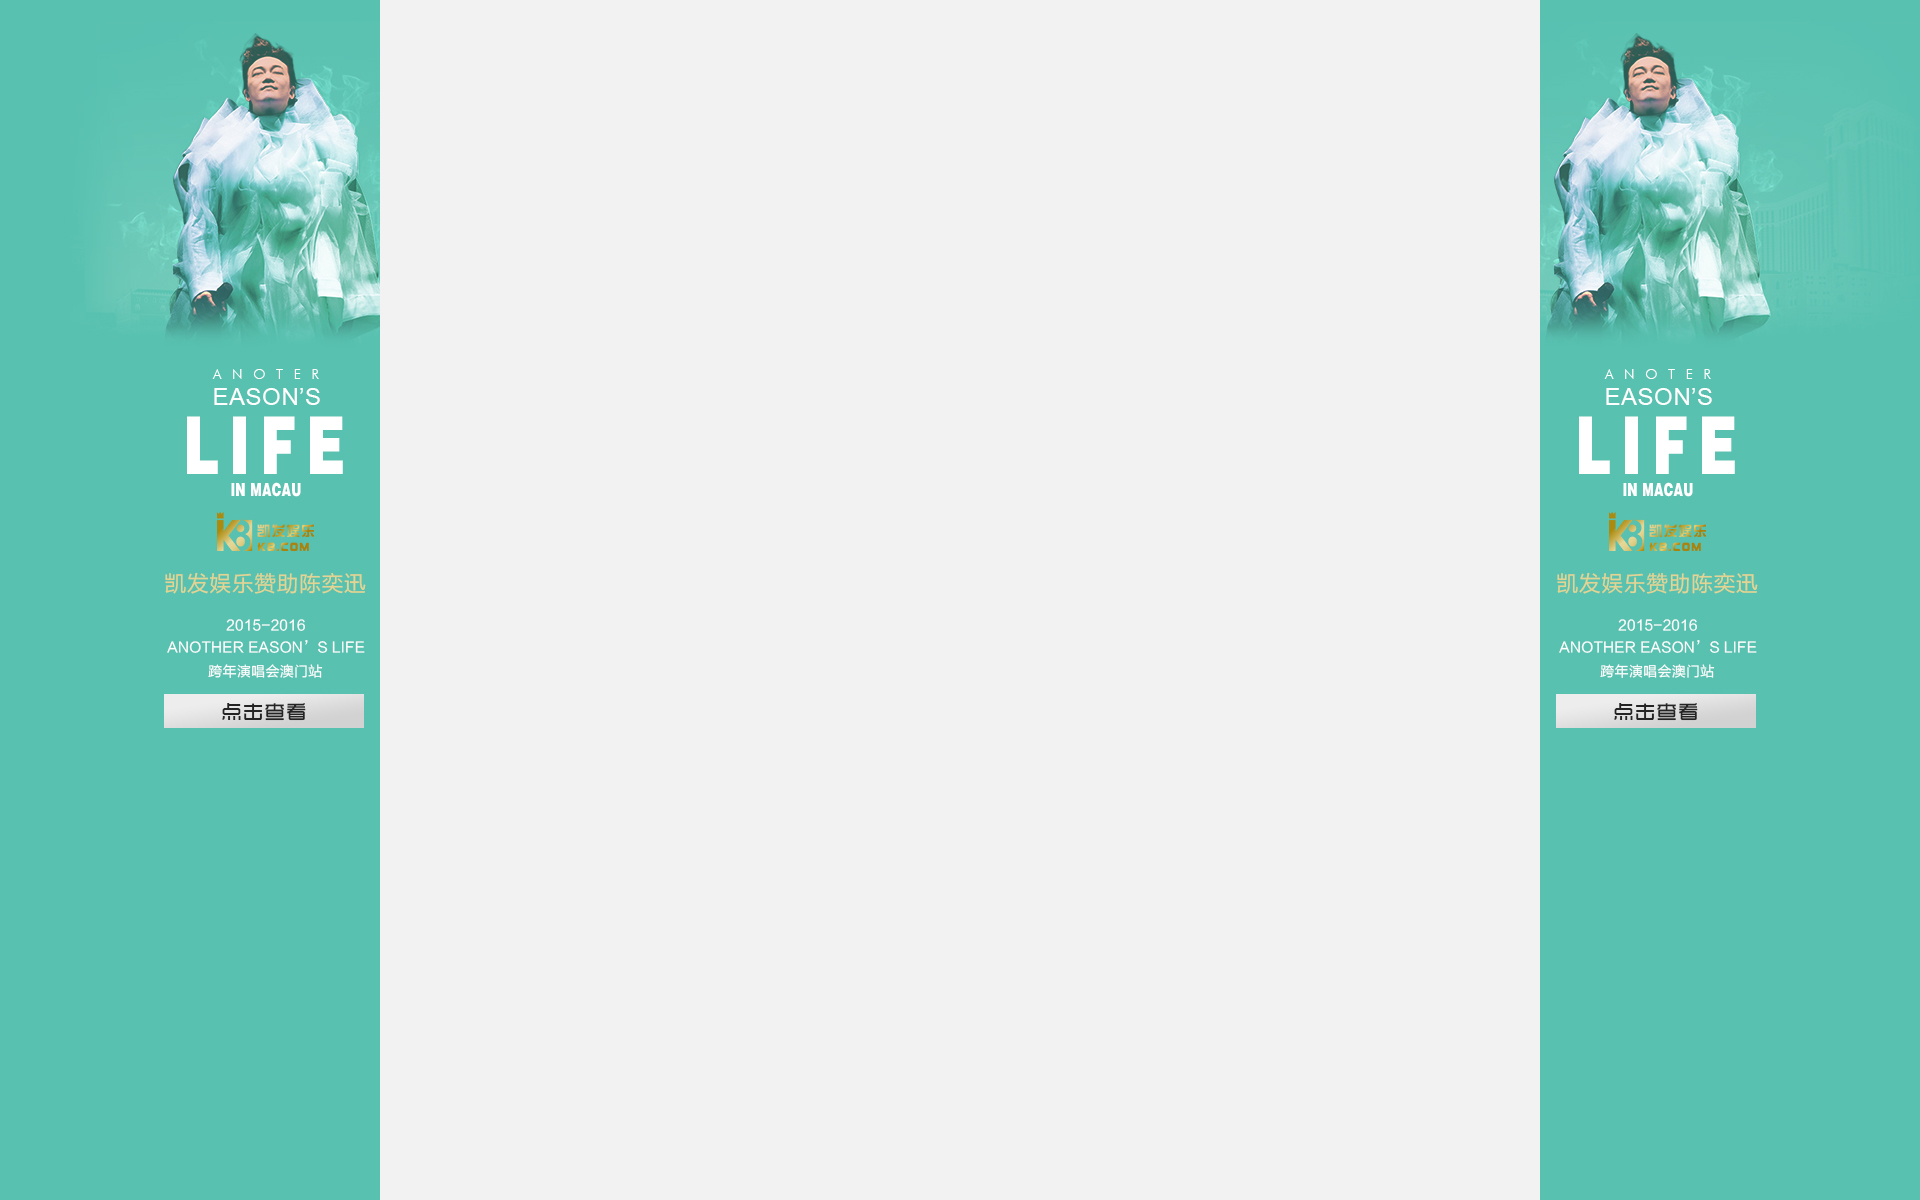 ANOTER
EASON'S
LIFE
IN MACAU
K8 凯发娱乐
K8.COM
凯发娱乐赞助陈奕迅
2015-2016
ANOTHER EASON'S LIFE
跨年演唱会澳门站
点击查看
ANOTER
EASON'S
LIFE
IN MACAU
K8 凯发娱乐
K8.COM
凯发娱乐赞助陈奕迅
2015-2016
ANOTHER EASON'S LIFE
跨年演唱会澳门站
点击查看